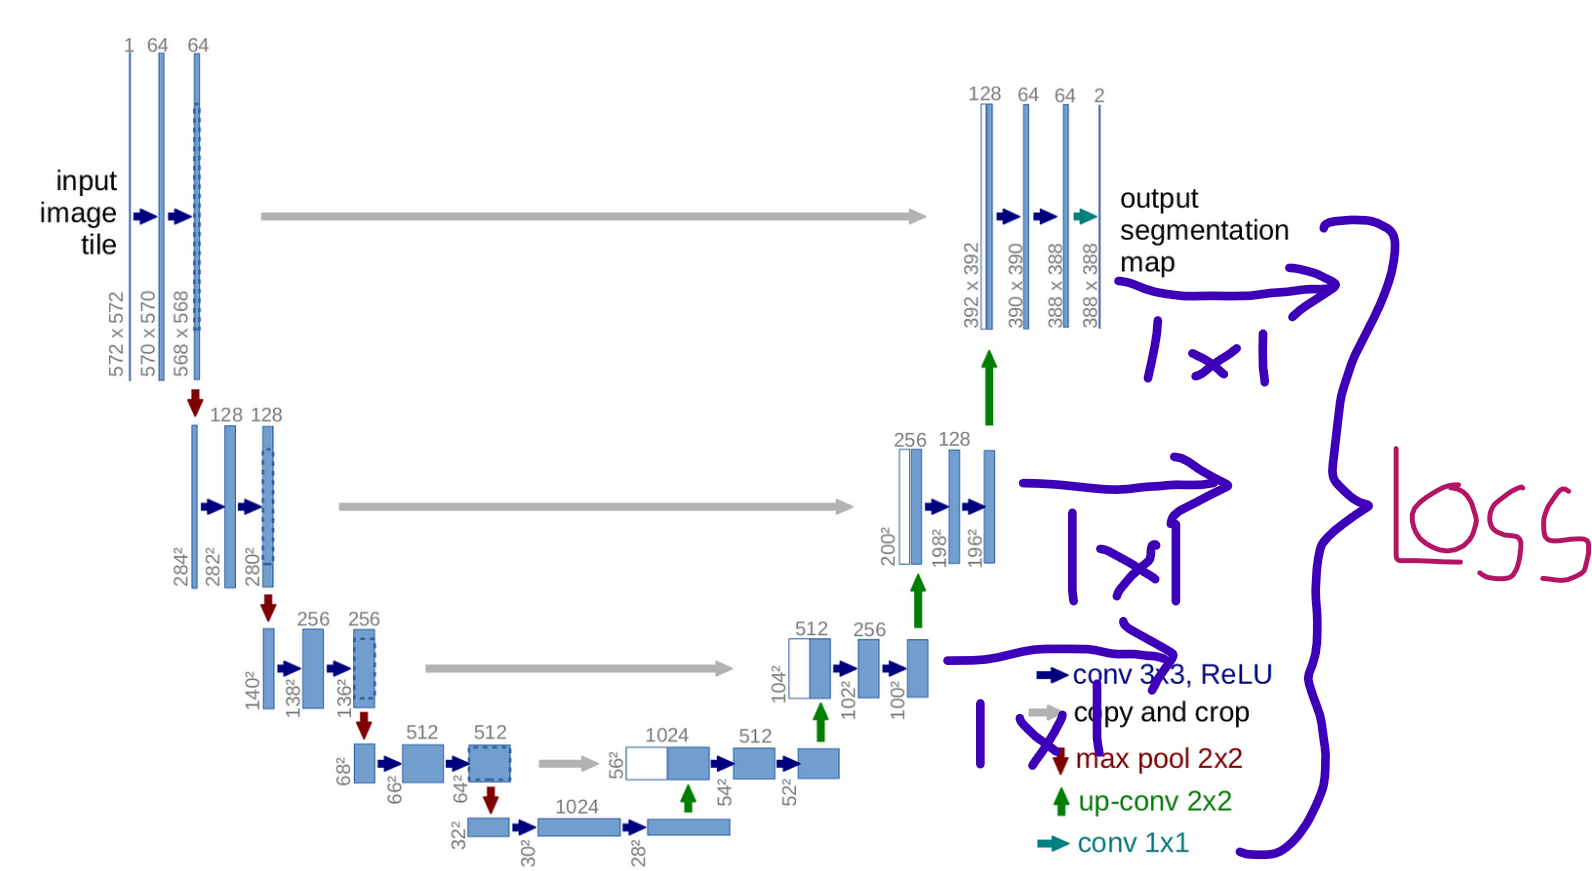 1 64 64
input
image
tile
572 x 572
570 x 570
568 x 568
128 64 64 2
392 x 392
390 x 390
388 x 388
388 x 388
output
segmentation
map
1x1
128 128
284²
282²
280²
256 128
200²
198²
196²
1x1
Loss
256 256
140²
138²
136²
512 256
104²
102²
100²
1x1
512 512
68²
66²
64²
1024 512
56²
54²
52²
1024
32²
30²
28²
conv 3x3, ReLU
copy and crop
max pool 2x2
up-conv 2x2
conv 1x1